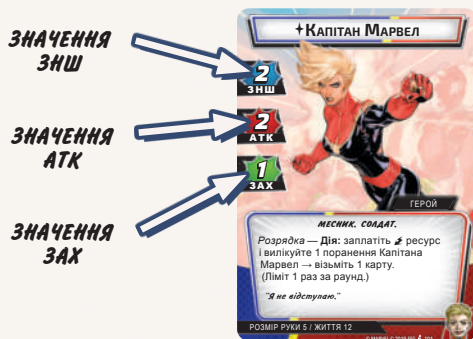 ЗНАЧЕННЯ
ЗНШ
ЗНАЧЕННЯ
АТК
ЗНАЧЕННЯ
ЗАХ
КАПІТАН МАРВЕЛ
2
ЗНШ
2
АТК
1
ЗАХ
ГЕРОЙ
МЕСНИК. СОЛДАТ.
Розрядка — Дія: заплатіть ресурс
і вилікуйте 1 поранення Капітана
Марвел → візьміть 1 карту.
(Ліміт 1 раз за раунд.)
"Я не відступаю."
РОЗМІР РУКИ 5 / ЖИТТЯ 12